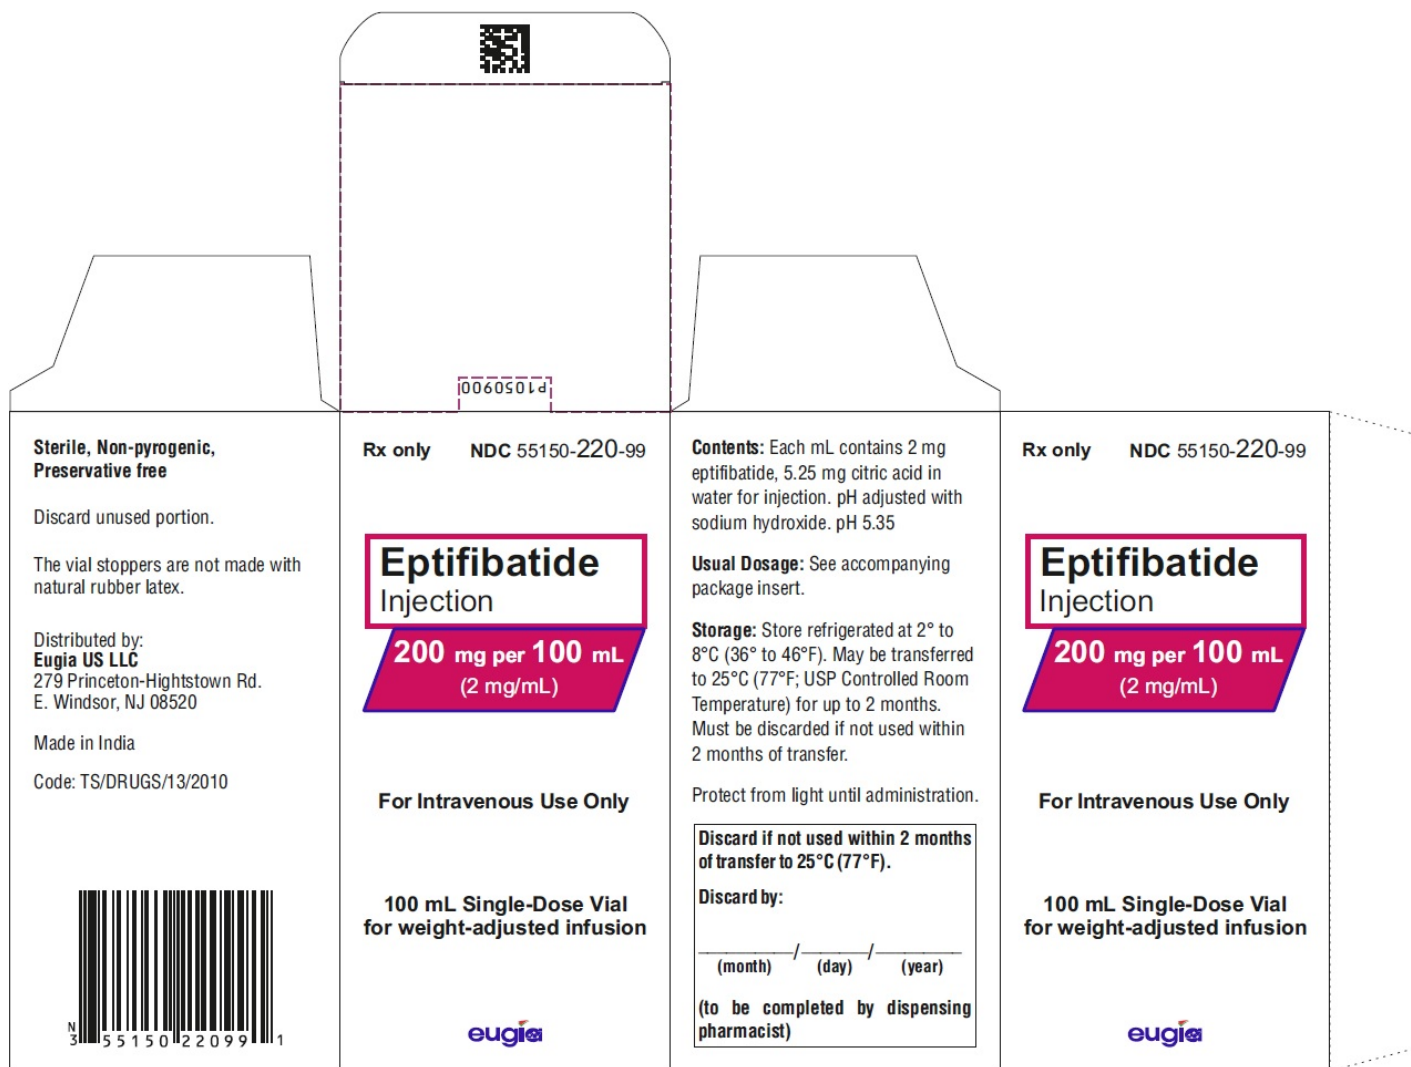 P1050900
Sterile, Non-pyrogenic,
Preservative free
Discard unused portion.
The vial stoppers are not made with
natural rubber latex.
Distributed by:
Eugia US LLC
279 Princeton-Hightstown Rd.
E. Windsor, NJ 08520
Made in India
Code: TS/DRUGS/13/2010
N
3 55150 22099 1
Rx only NDC 55150-220-99
Eptifibatide
Injection
200 mg per 100 mL
(2 mg/mL)
For Intravenous Use Only
100 mL Single-Dose Vial
for weight-adjusted infusion
eugia
Contents: Each mL contains 2 mg
eptifibatide, 5.25 mg citric acid in
water for injection. pH adjusted with
sodium hydroxide. pH 5.35
Usual Dosage: See accompanying
package insert.
Storage: Store refrigerated at 2° to
8°C (36° to 46°F). May be transferred
to 25°C (77°F; USP Controlled Room
Temperature) for up to 2 months.
Must be discarded if not used within
2 months of transfer.
Protect from light until administration.
Discard if not used within 2 months
of transfer to 25°C (77°F).
Discard by:
/ /
(month) (day) (year)
(to be completed by dispensing
pharmacist)
Rx only NDC 55150-220-99
Eptifibatide
Injection
200 mg per 100 mL
(2 mg/mL)
For Intravenous Use Only
100 mL Single-Dose Vial
for weight-adjusted infusion
eugia